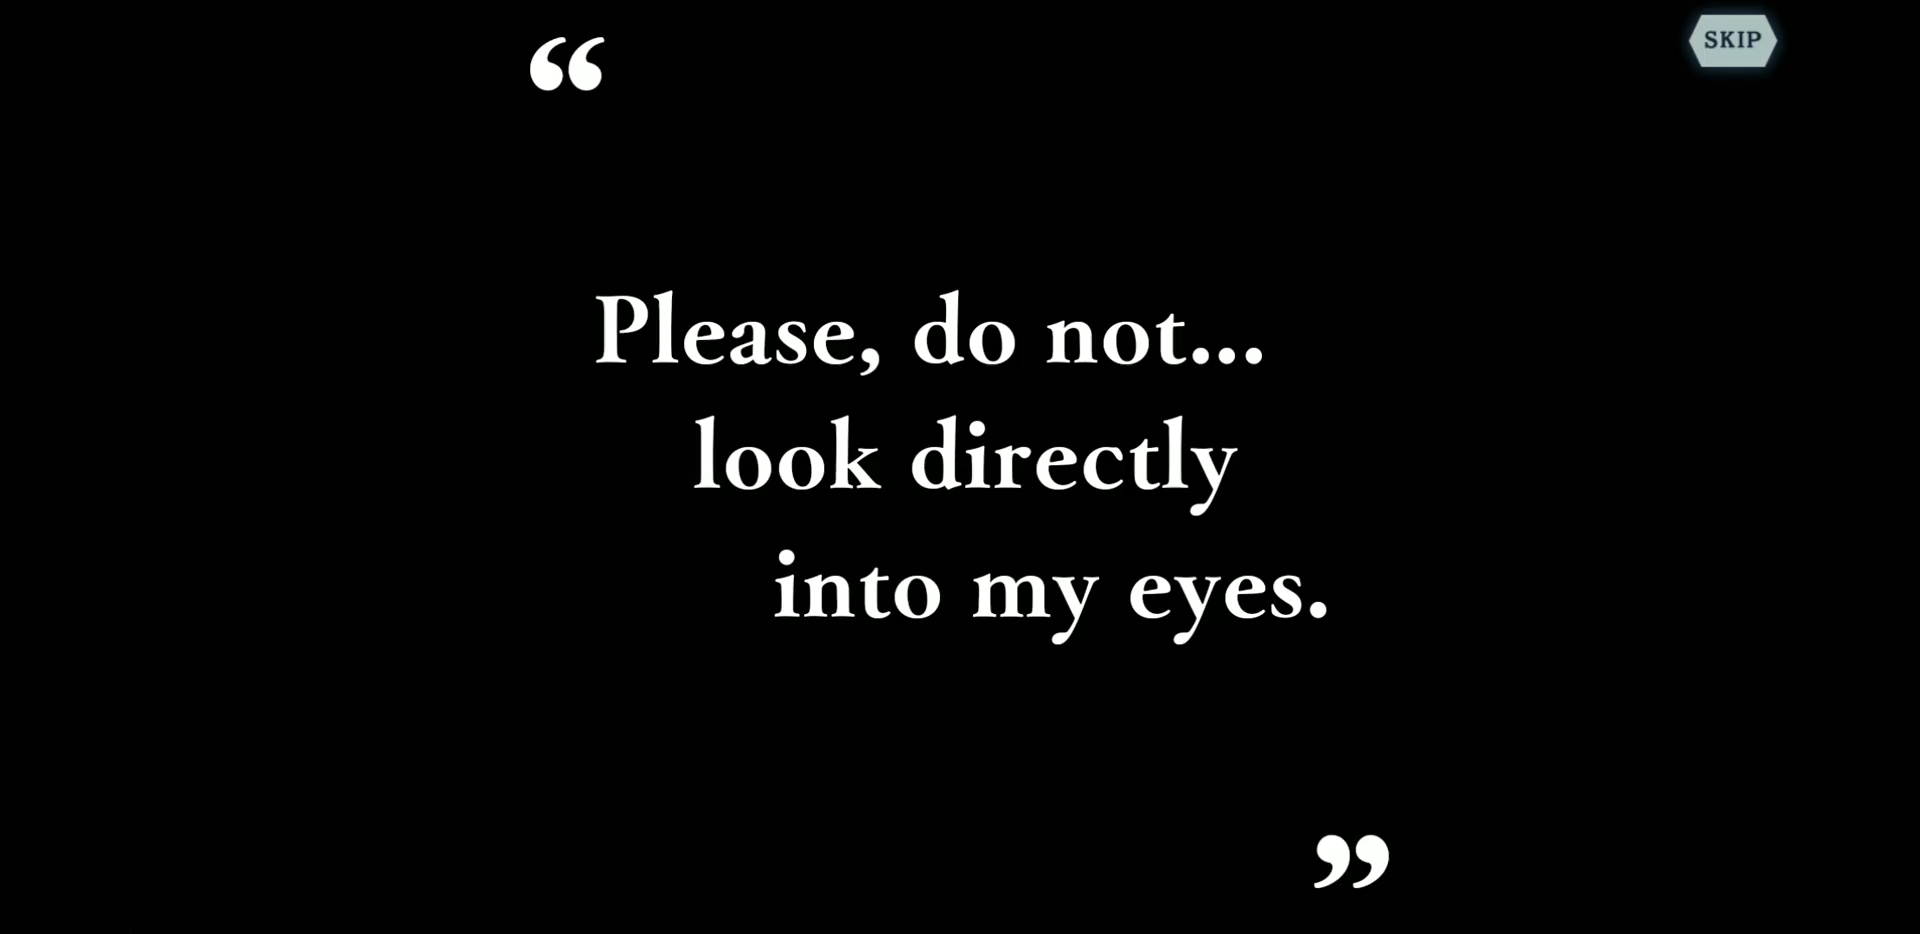 SKIP
“
Please, do not...
look directly
into my eyes.
”